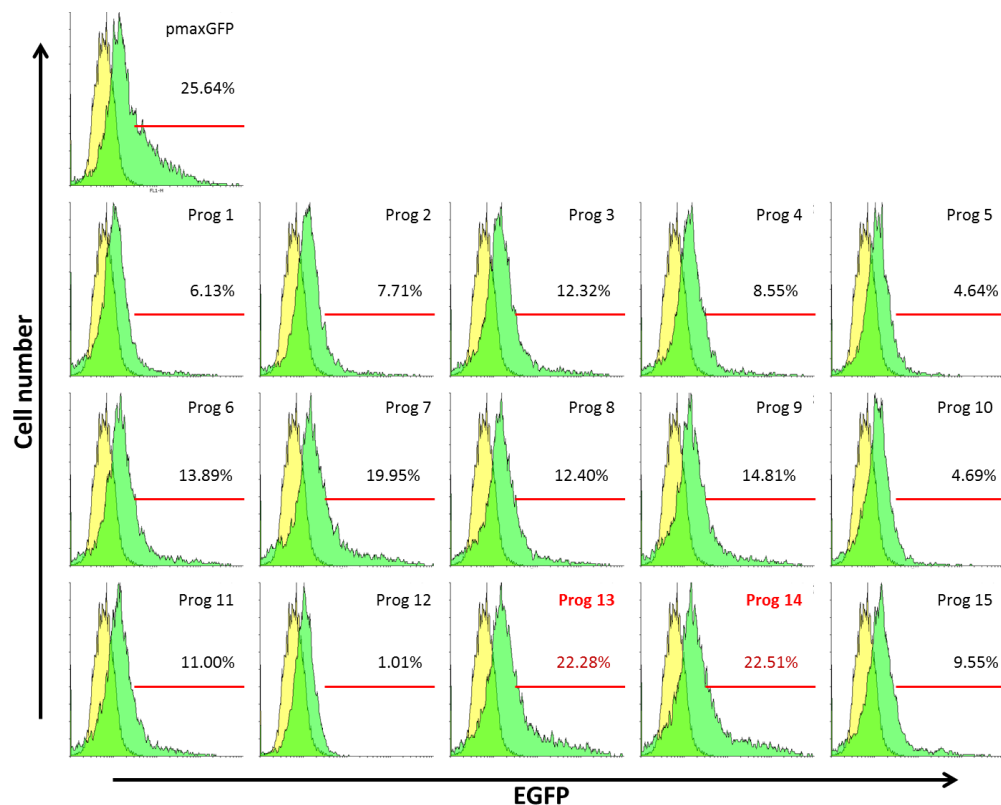 pmaxGFP
25.64%
FL1-H
Prog 1
6.13%
Prog 2
7.71%
Prog 3
12.32%
Prog 4
8.55%
Prog 5
4.64%
Cell number
Prog 6
13.89%
Prog 7
19.95%
Prog 8
12.40%
Prog 9
14.81%
Prog 10
4.69%
Prog 11
11.00%
Prog 12
1.01%
Prog 13
22.28%
Prog 14
22.51%
Prog 15
9.55%
EGFP